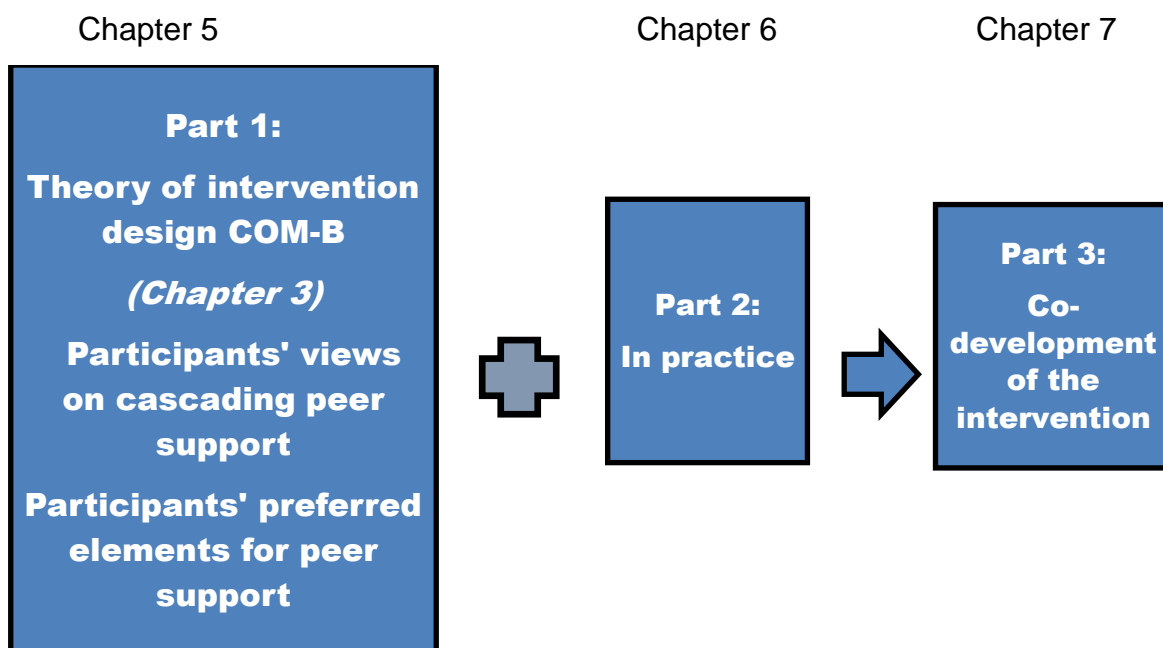 Chapter 5
Chapter 6
Chapter 7
Part 1:
Theory of intervention
design COM-B
(Chapter 3)
Participants' views
on cascading peer
support
Participants' preferred
elements for peer
support
Part 2:
In practice
Part 3:
Co-
development
of the
intervention